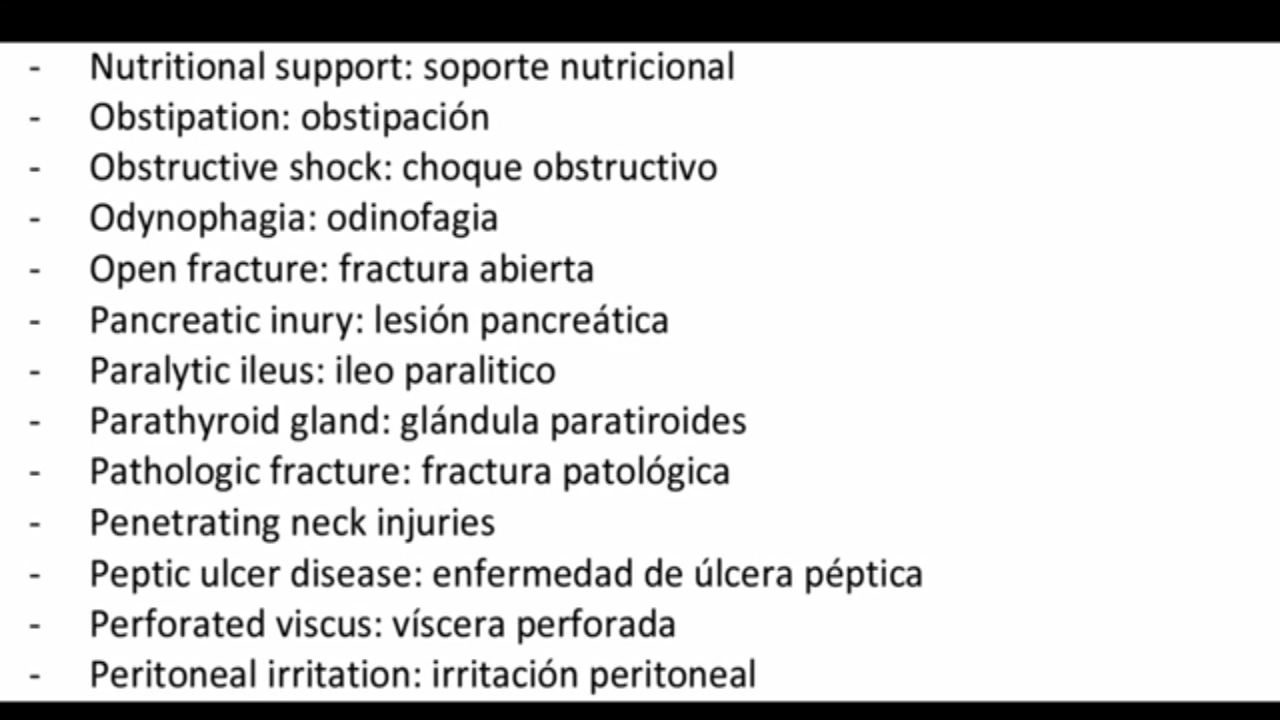 - Nutritional support: soporte nutricional
- Obstipation: obstipación
- Obstructive shock: choque obstructivo
- Odynophagia: odinofagia
- Open fracture: fractura abierta
- Pancreatic inury: lesión pancreática
- Paralytic ileus: ileo paralitico
- Parathyroid gland: glándula paratiroides
- Pathologic fracture: fractura patológica
- Penetrating neck injuries
- Peptic ulcer disease: enfermedad de úlcera péptica
- Perforated viscus: víscera perforada
- Peritoneal irritation: irritación peritoneal